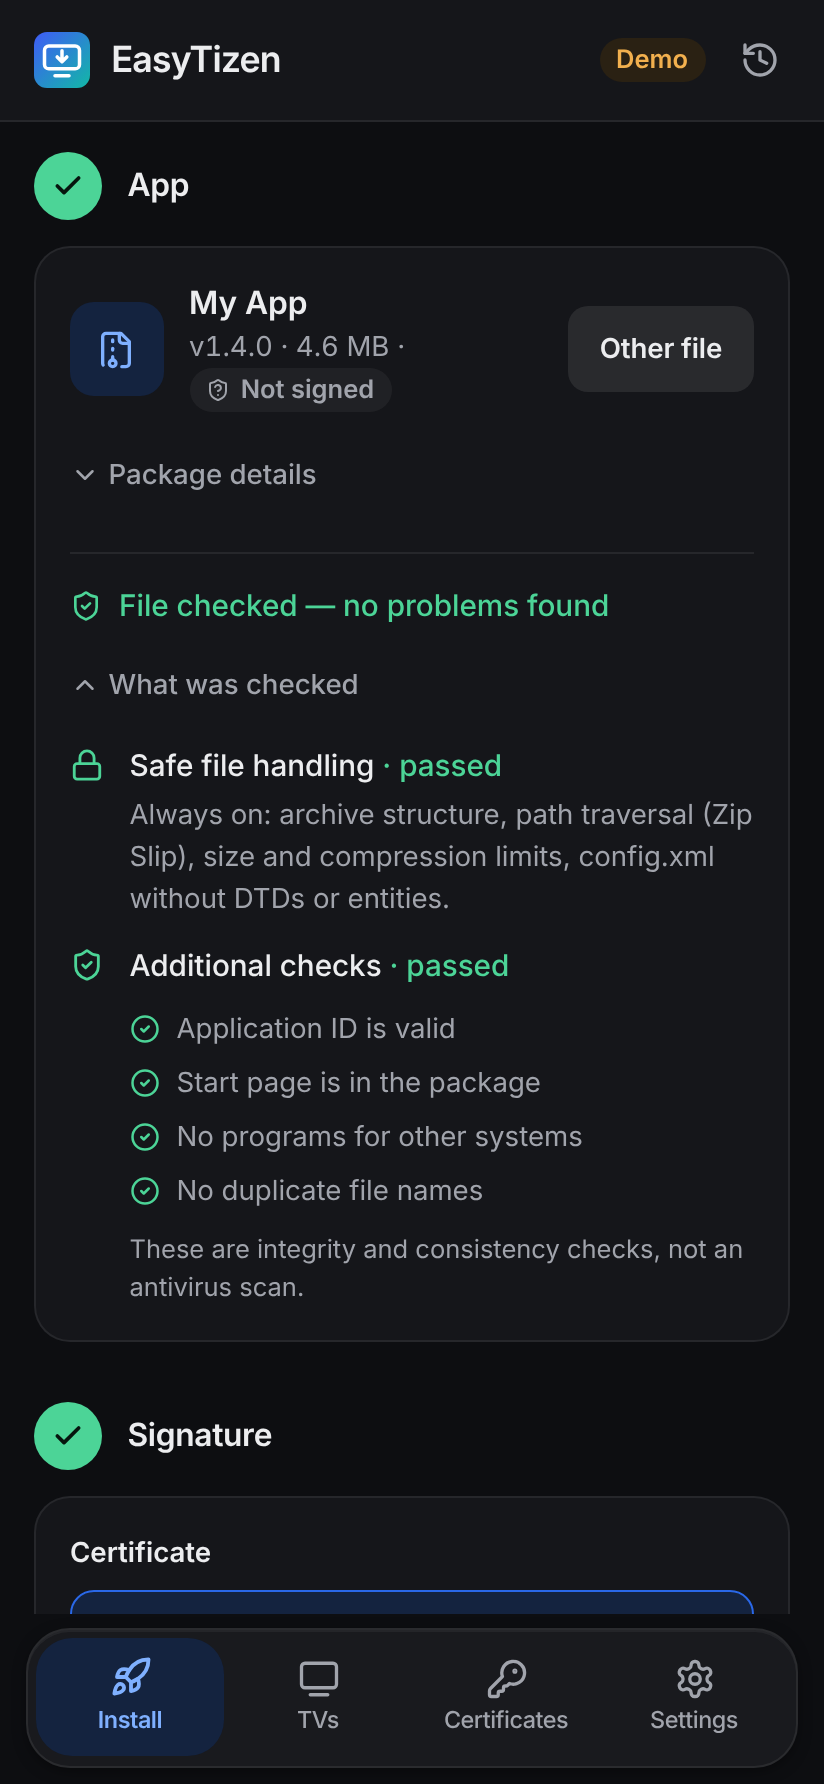 EasyTizen
Demo
App
My App
v1.4.0 · 4.6 MB ·
Not signed
Other file
Package details
File checked — no problems found
What was checked
Safe file handling · passed
Always on: archive structure, path traversal (Zip
Slip), size and compression limits, config.xml
without DTDs or entities.
Additional checks · passed
Application ID is valid
Start page is in the package
No programs for other systems
No duplicate file names
These are integrity and consistency checks, not an
antivirus scan.
Signature
Certificate
Install
TVs
Certificates
Settings